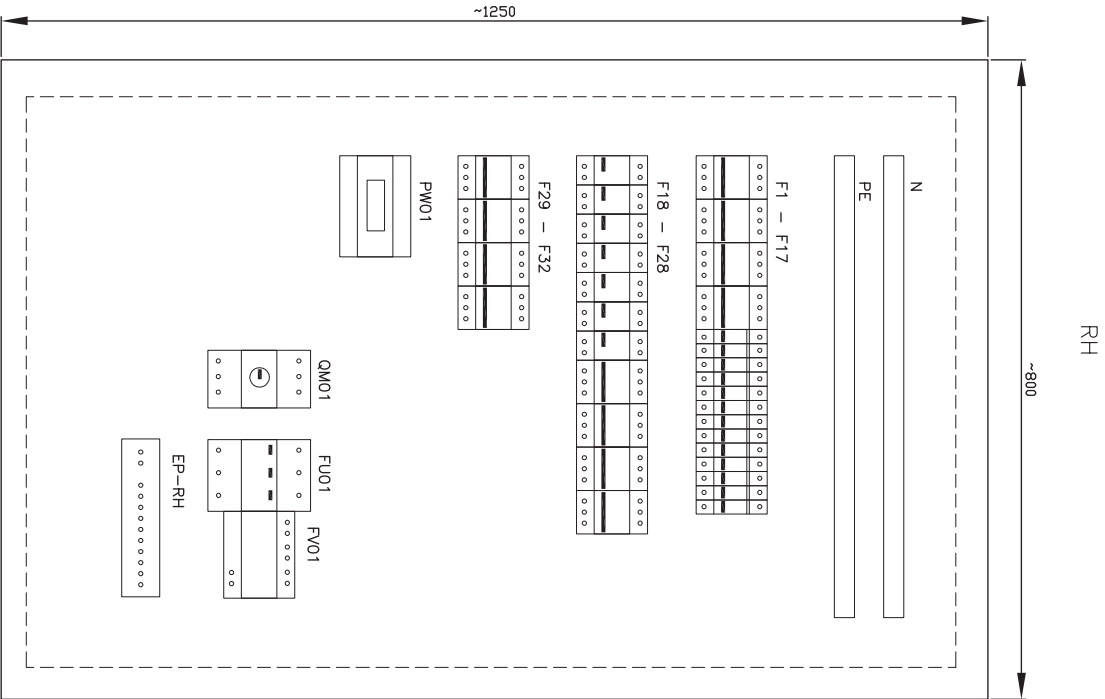 ~1250
RH
~800
N
PE
F1 - F17
F18 - F28
F29 - F32
PW01
QM01
FU01
FV01
EP-RH